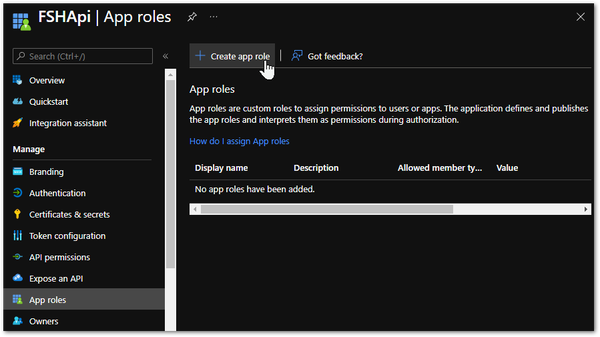 FSHApi | App roles
Search (Ctrl+/)
Overview
Quickstart
Integration assistant
Manage
Branding
Authentication
Certificates & secrets
Token configuration
API permissions
Expose an API
App roles
Owners
Create app role
Got feedback?
App roles
App roles are custom roles to assign permissions to users or apps. The application defines and publishes
the app roles and interprets them as permissions during authorization.
How do I assign App roles
Display name Description Allowed member ty... Value
No app roles have been added.